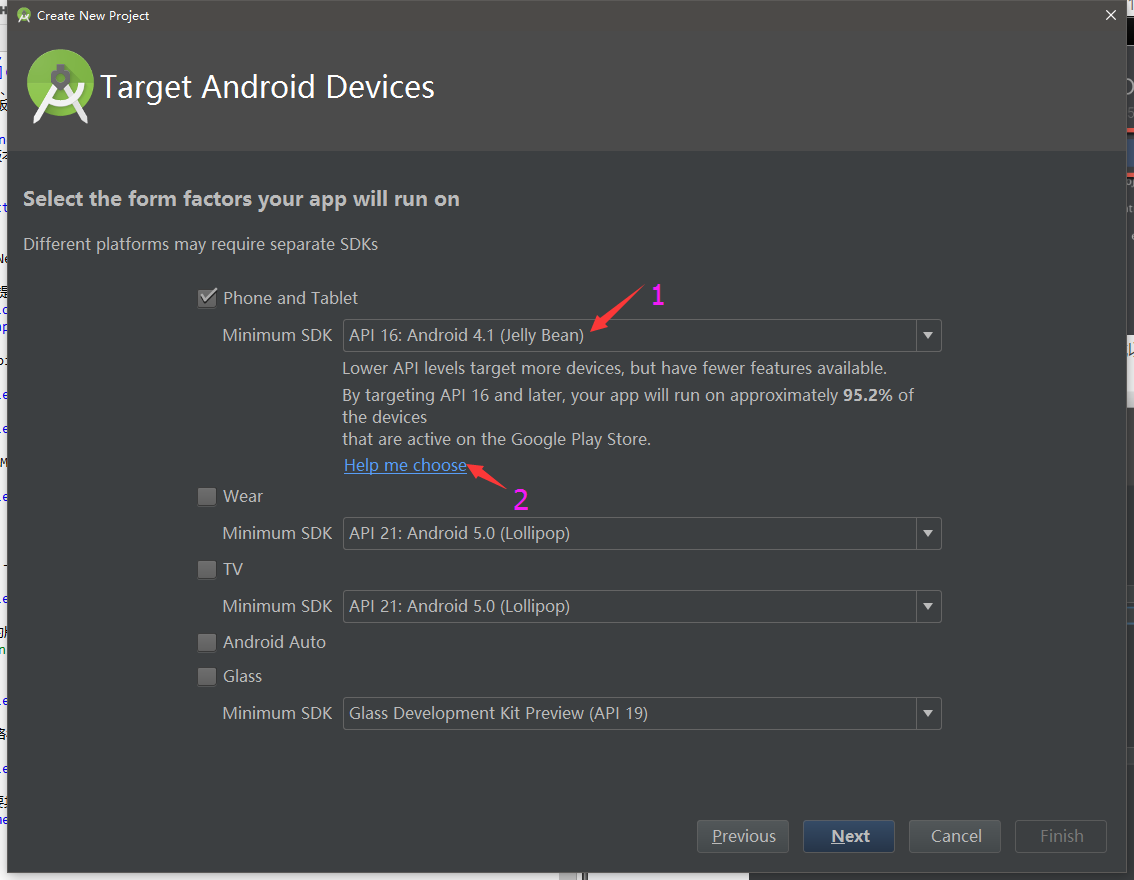 Create New Project
Target Android Devices
Select the form factors your app will run on
Different platforms may require separate SDKs
Phone and Tablet
1
Minimum SDK API 16: Android 4.1 (Jelly Bean)
Lower API levels target more devices, but have fewer features available.
By targeting API 16 and later, your app will run on approximately 95.2% of
the devices
that are active on the Google Play Store.
Help me choose
2
Wear
Minimum SDK API 21: Android 5.0 (Lollipop)
TV
Minimum SDK API 21: Android 5.0 (Lollipop)
Android Auto
Glass
Minimum SDK Glass Development Kit Preview (API 19)
Previous Next Cancel Finish